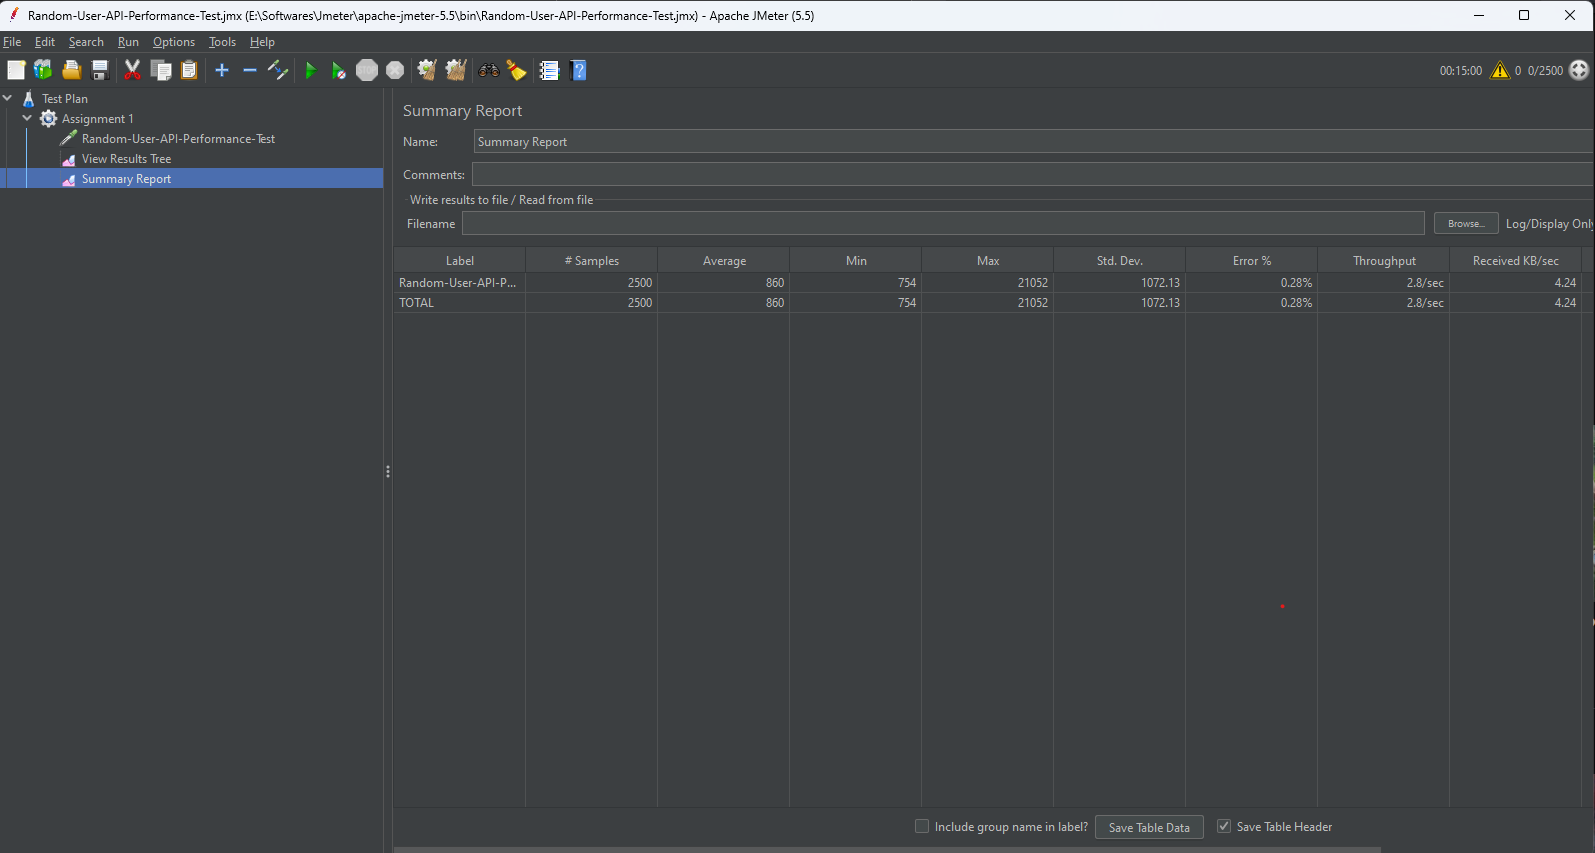 Random-User-API-Performance-Test.jmx (E:\Softwares\Jmeter\apache-jmeter-5.5\bin\Random-User-API-Performance-Test.jmx) - Apache JMeter (5.5)
File Edit Search Run Options Tools Help
STOP 00:15:00 0 0/2500
Test Plan
Assignment 1
Random-User-API-Performance-Test
View Results Tree
Summary Report
Summary Report
Name: Summary Report
Comments:
Write results to file / Read from file
Filename Browse... Log/Display Only
Label # Samples Average Min Max Std. Dev. Error % Throughput Received KB/sec
Random-User-API-P... 2500 860 754 21052 1072.13 0.28% 2.8/sec 4.24
TOTAL 2500 860 754 21052 1072.13 0.28% 2.8/sec 4.24
Include group name in label? Save Table Data Save Table Header